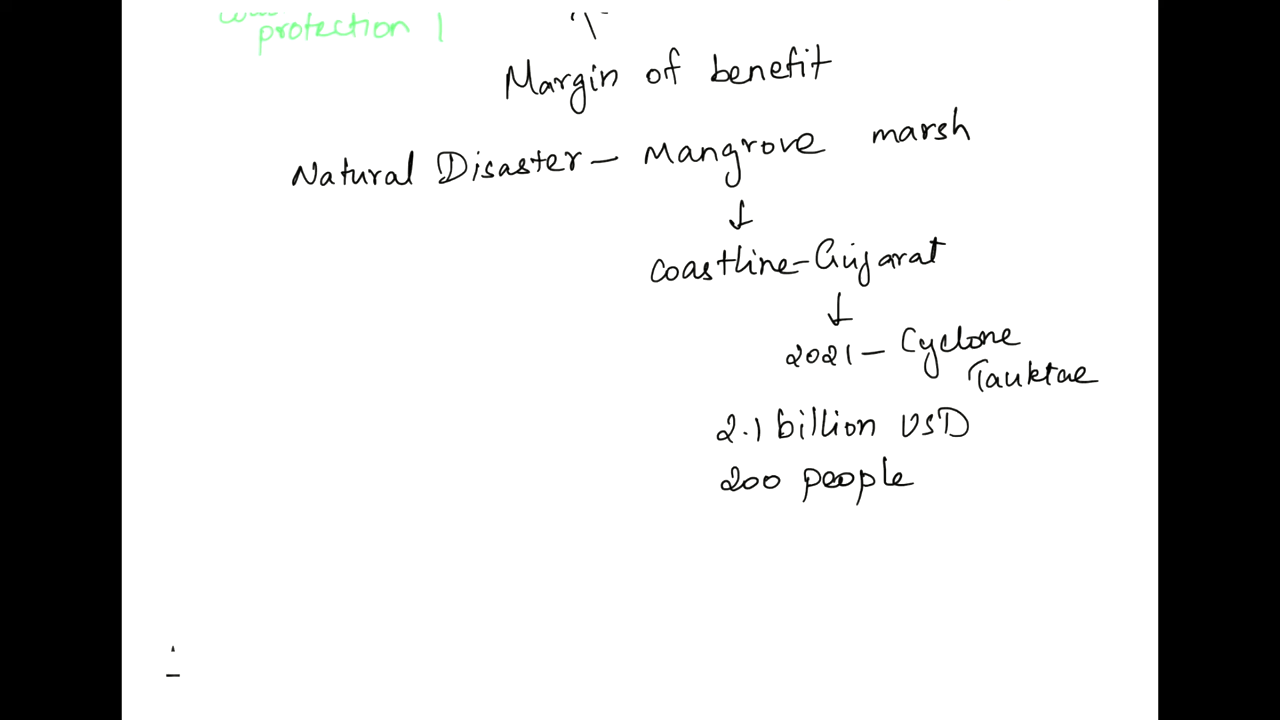 protection |
Margin of benefit
Natural Disaster - Mangrove marsh
↓
Coastline - Gujarat
↓
2021 - Cyclone
Tauktae
2.1 billion USD
200 people